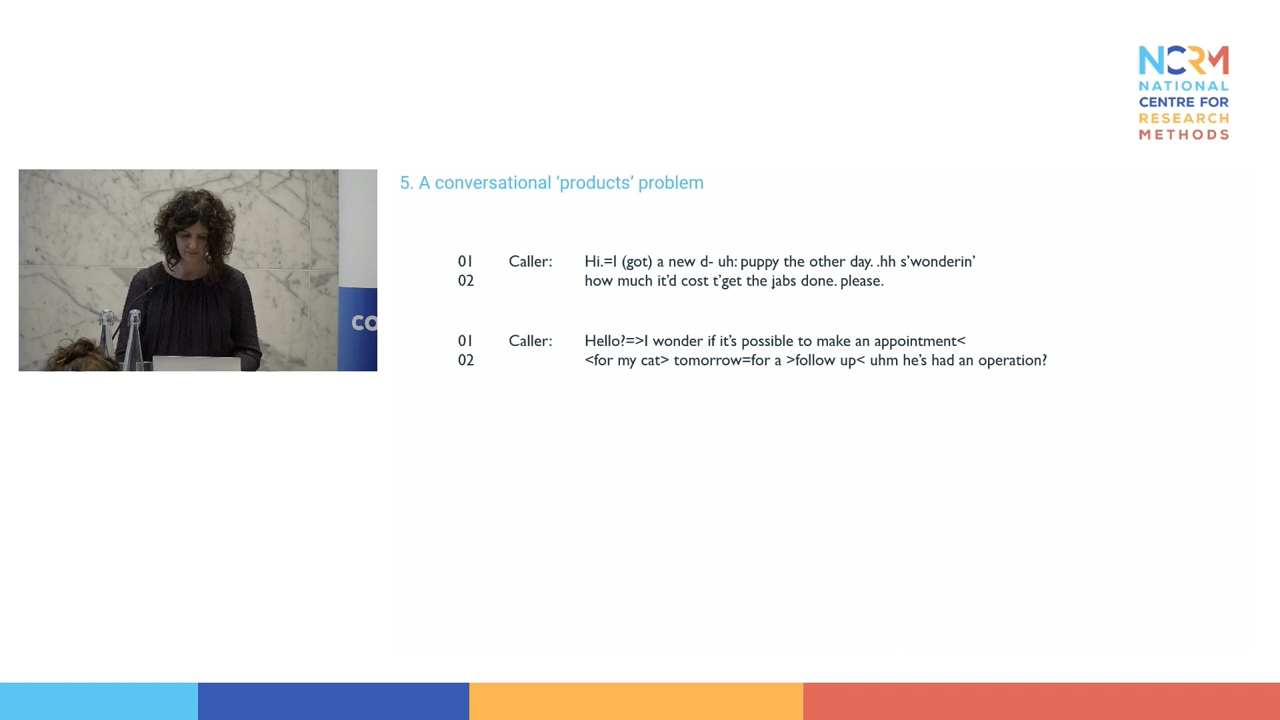 NCRM
NATIONAL
CENTRE FOR
RESEARCH
METHODS
5. A conversational ‘products’ problem
01 Caller: Hi.=I (got) a new d- uh: puppy the other day. .hh s’wonderin’
02 how much it’d cost t’get the jabs done. please.
01 Caller: Hello?=>I wonder if it’s possible to make an appointment<
02 <for my cat> tomorrow=for a >follow up< uhm he’s had an operation?
CO